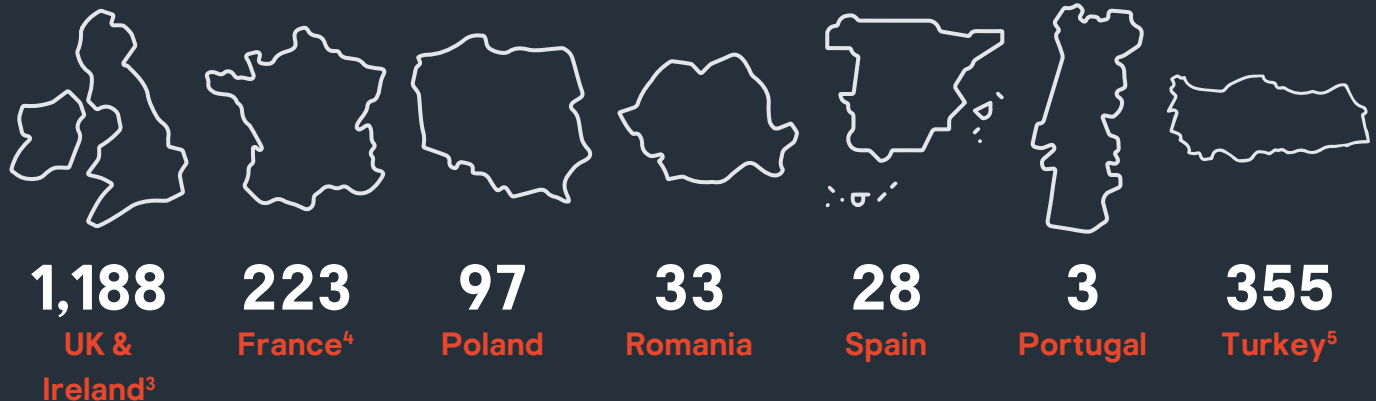 1,188 223 97 33 28 3 355
UK & France⁴ Poland Romania Spain Portugal Turkey⁵
Ireland³